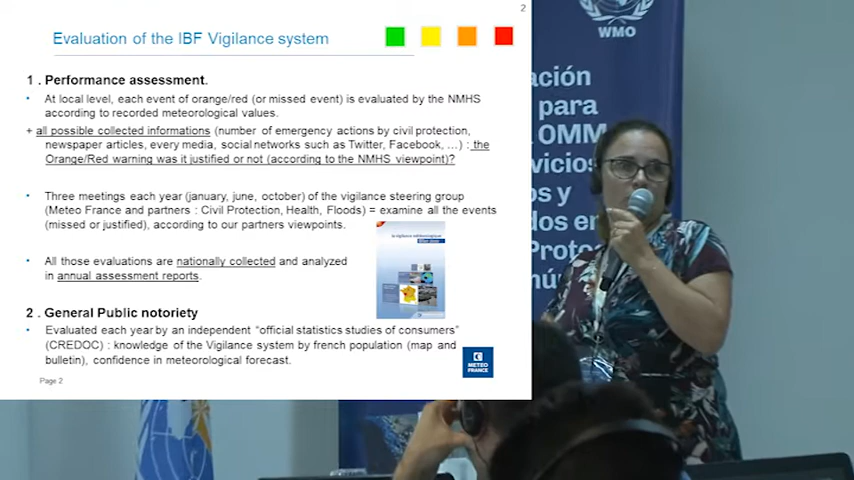 2
Evaluation of the IBF Vigilance system
1 . Performance assessment.
• At local level, each event of orange/red (or missed event) is evaluated by the NMHS
according to recorded meteorological values.
+ all possible collected informations (number of emergency actions by civil protection,
newspaper articles, every media, social networks such as Twitter, Facebook, …) : the
Orange/Red warning was it justified or not (according to the NMHS viewpoint)?
• Three meetings each year (january, june, october) of the vigilance steering group
(Meteo France and partners : Civil Protection, Health, Floods) = examine all the events
(missed or justified), according to our partners viewpoints.
• All those evaluations are nationally collected and analyzed
in annual assessment reports.
2 . General Public notoriety
• Evaluated each year by an independent "official statistics studies of consumers"
(CREDOC) : knowledge of the Vigilance system by french population (map and
bulletin), confidence in meteorological forecast.
METEO
FRANCE
Page 2
WMO
ación
para
OMM
vicios
s y
dos en
Prote